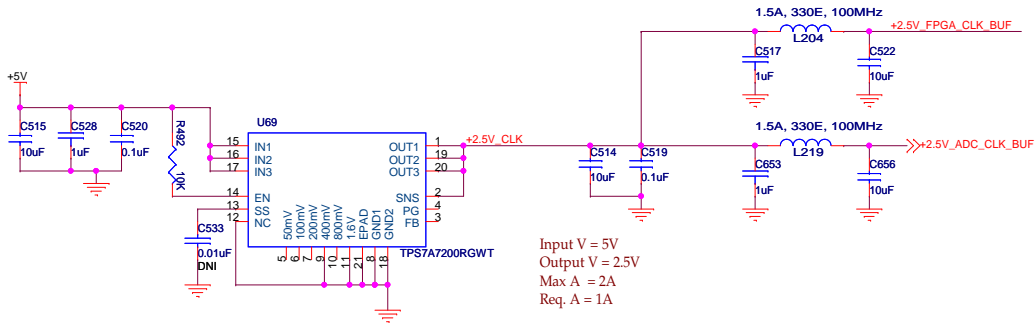 1.5A, 330E, 100MHz
L204
+2.5V_FPGA_CLK_BUF
C517
1uF
C522
10uF
+5V
C515
10uF
C528
1uF
C520
0.1uF
R492
10K
U69
15 IN1
16 IN2
17 IN3
14 EN
13 SS
12 NC
OUT1 1
OUT2 19
OUT3 20
SNS 2
PG 4
FB 3
50mV
100mV
200mV
400mV
800mV
1.6V
EPAD
GND1
GND2
5
6
7
9
10
11
21
8
18
TPS7A7200RGWT
C533
0.01uF
DNI
+2.5V_CLK
C514
10uF
C519
0.1uF
1.5A, 330E, 100MHz
L219
+2.5V_ADC_CLK_BUF
C653
1uF
C656
10uF
Input V = 5V
Output V = 2.5V
Max A = 2A
Req. A = 1A